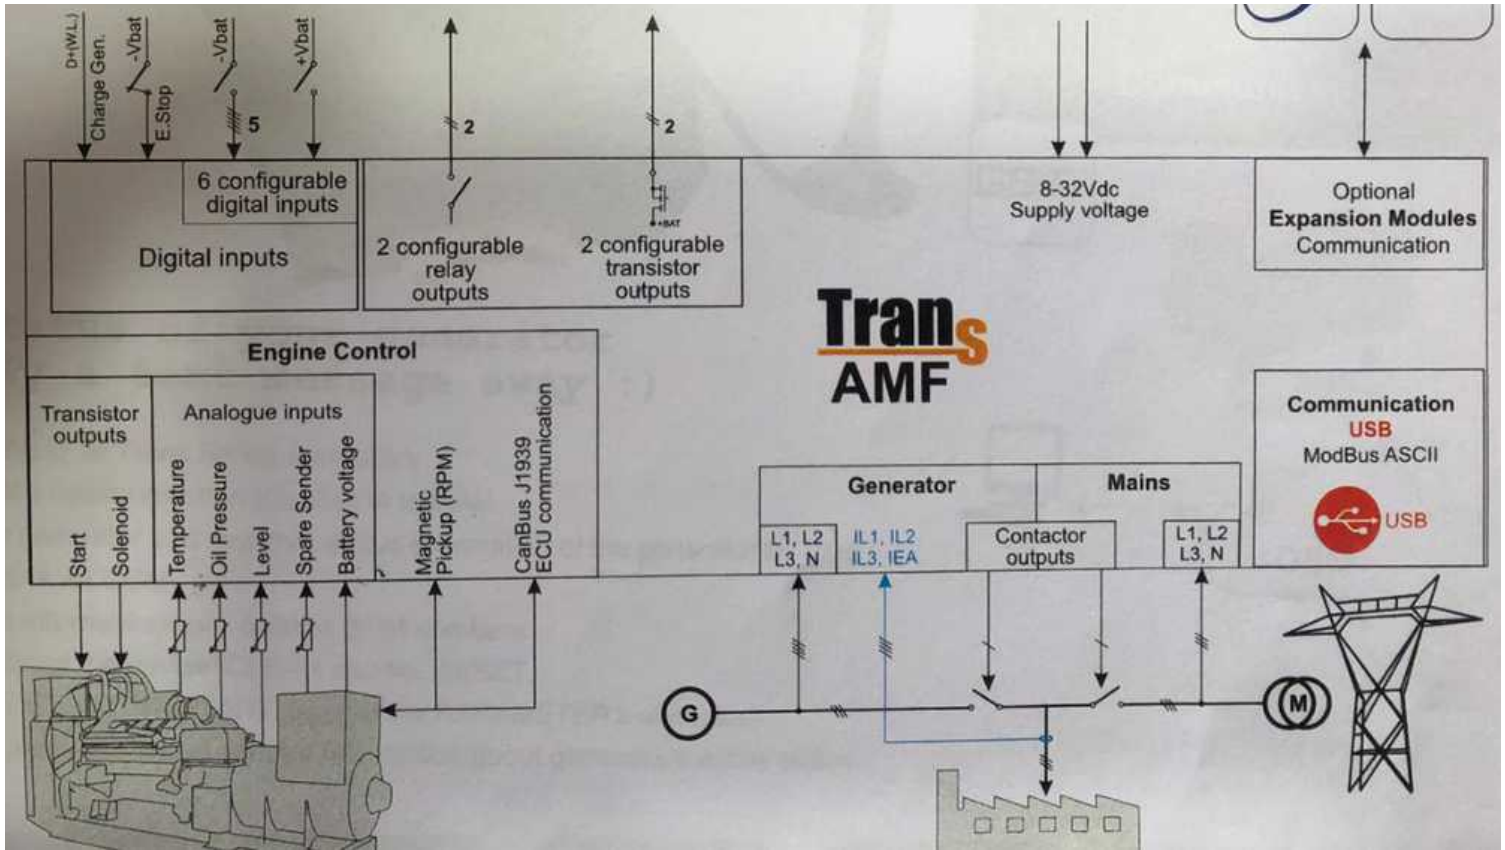 D+(W.L.)
Charge Gen.
-Vbat
E.Stop
-Vbat
5
+Vbat
2
2
6 configurable
digital inputs
Digital inputs
2 configurable
relay
outputs
+BAT
2 configurable
transistor
outputs
8-32Vdc
Supply voltage
Optional
Expansion Modules
Communication
Trans
AMF
Engine Control
Transistor
outputs
Analogue inputs
Start
Solenoid
Temperature
Oil Pressure
Level
Spare Sender
Battery voltage
Magnetic
Pickup (RPM)
CanBus J1939
ECU communication
Generator
Mains
L1, L2
L3, N
IL1, IL2
IL3, IEA
Contactor
outputs
L1, L2
L3, N
Communication
USB
ModBus ASCII
USB
G
M